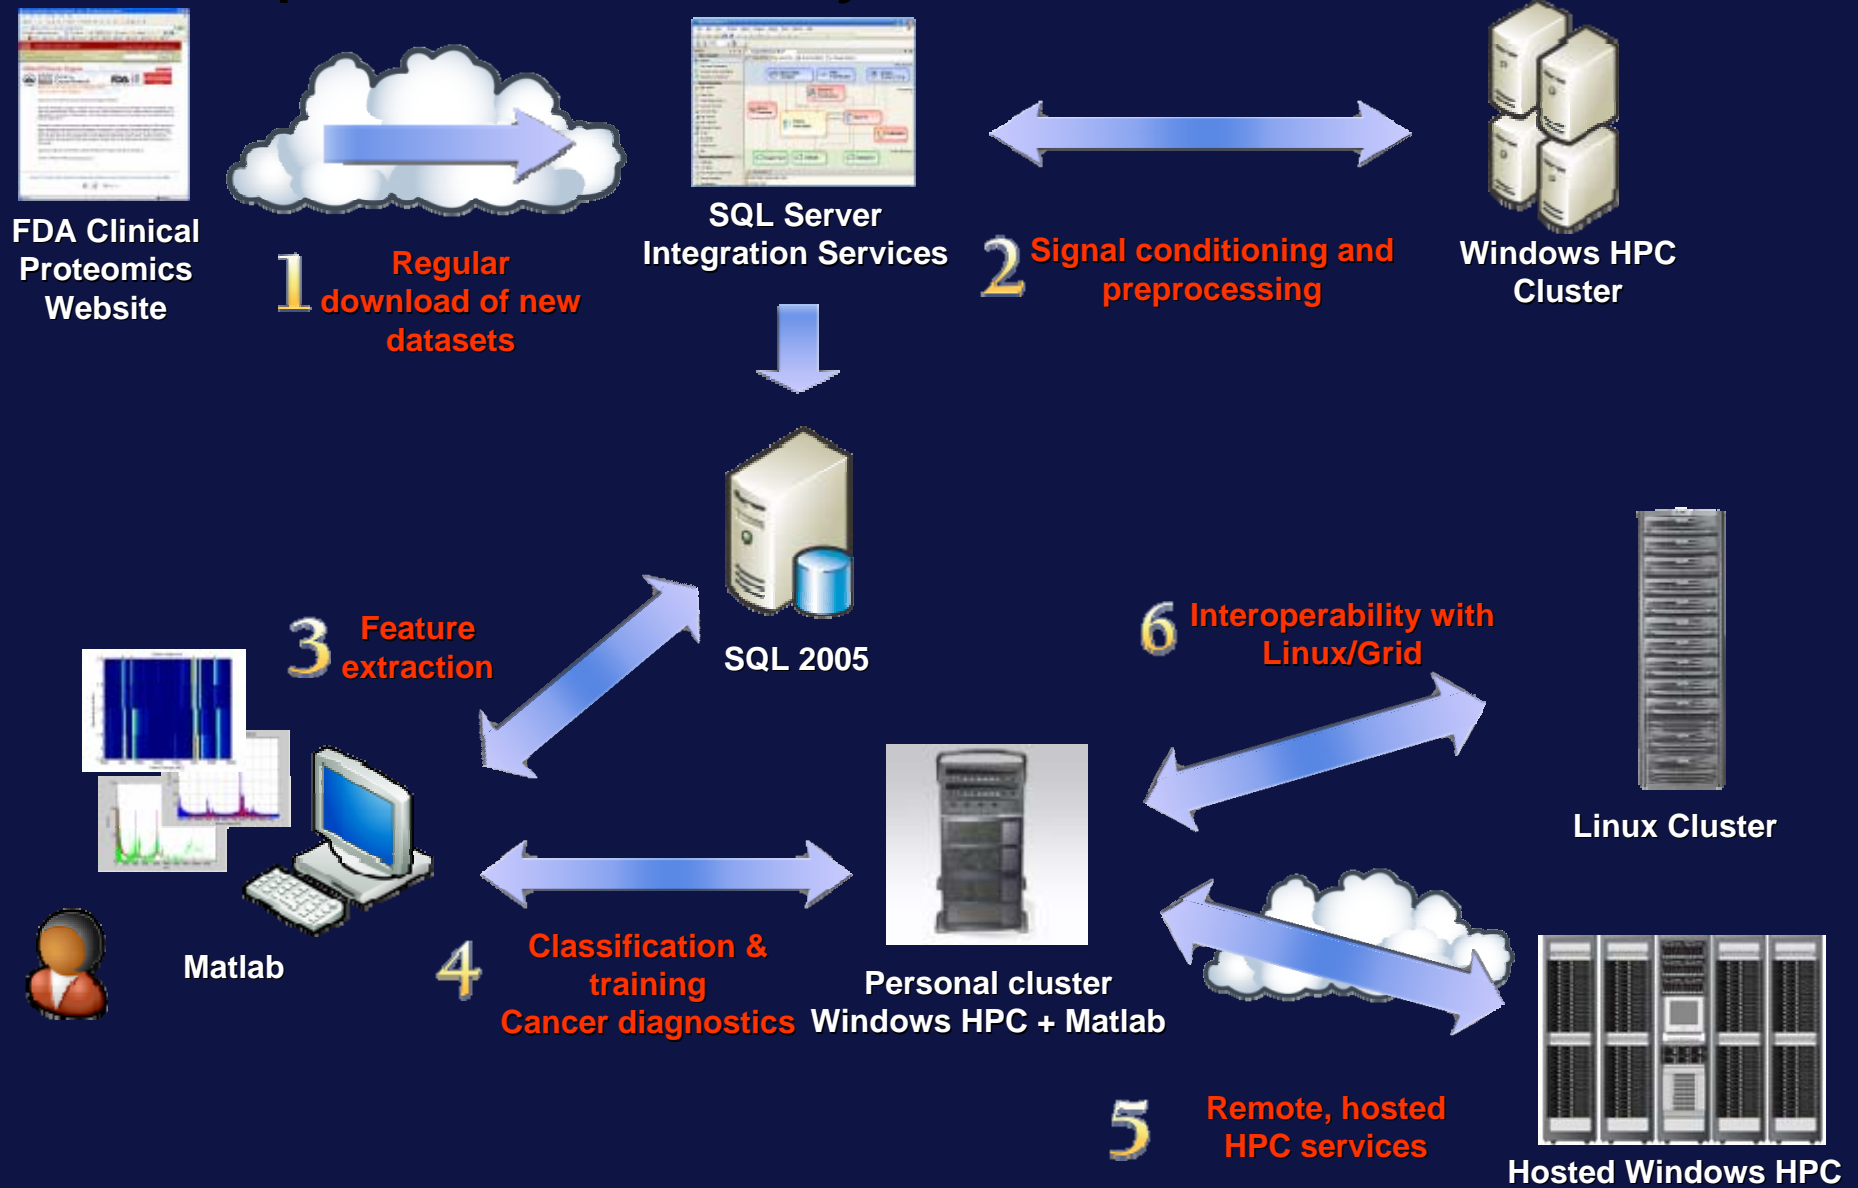 FDA Clinical
Proteomics
Website
1
Regular
download of new
datasets
SQL Server
Integration Services
2
Signal conditioning and
preprocessing
Windows HPC
Cluster
3
Feature
extraction
SQL 2005
6
Interoperability with
Linux/Grid
Linux Cluster
Matlab
4
Classification &
training
Cancer diagnostics
Personal cluster
Windows HPC + Matlab
5
Remote, hosted
HPC services
Hosted Windows HPC